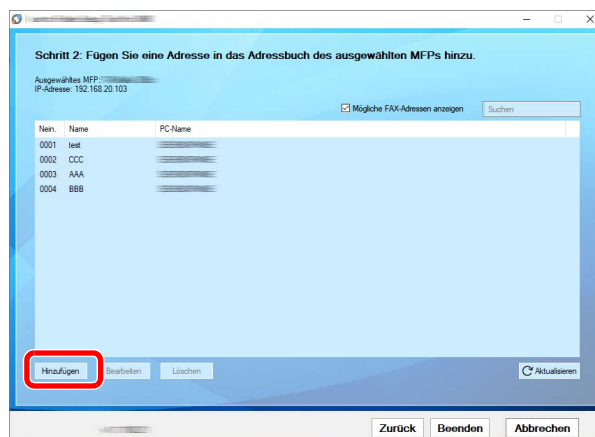 Schritt 2: Fügen Sie eine Adresse in das Adressbuch des ausgewählten MFPs hinzu.
Ausgewähltes MFP:
IP-Adresse: 192.168.20.103
Mögliche FAX-Adressen anzeigen Suchen
Nein. Name PC-Name
0001 test
0002 CCC
0003 AAA
0004 BBB
Hinzufügen Bearbeiten Löschen Aktualisieren
Zurück Beenden Abbrechen